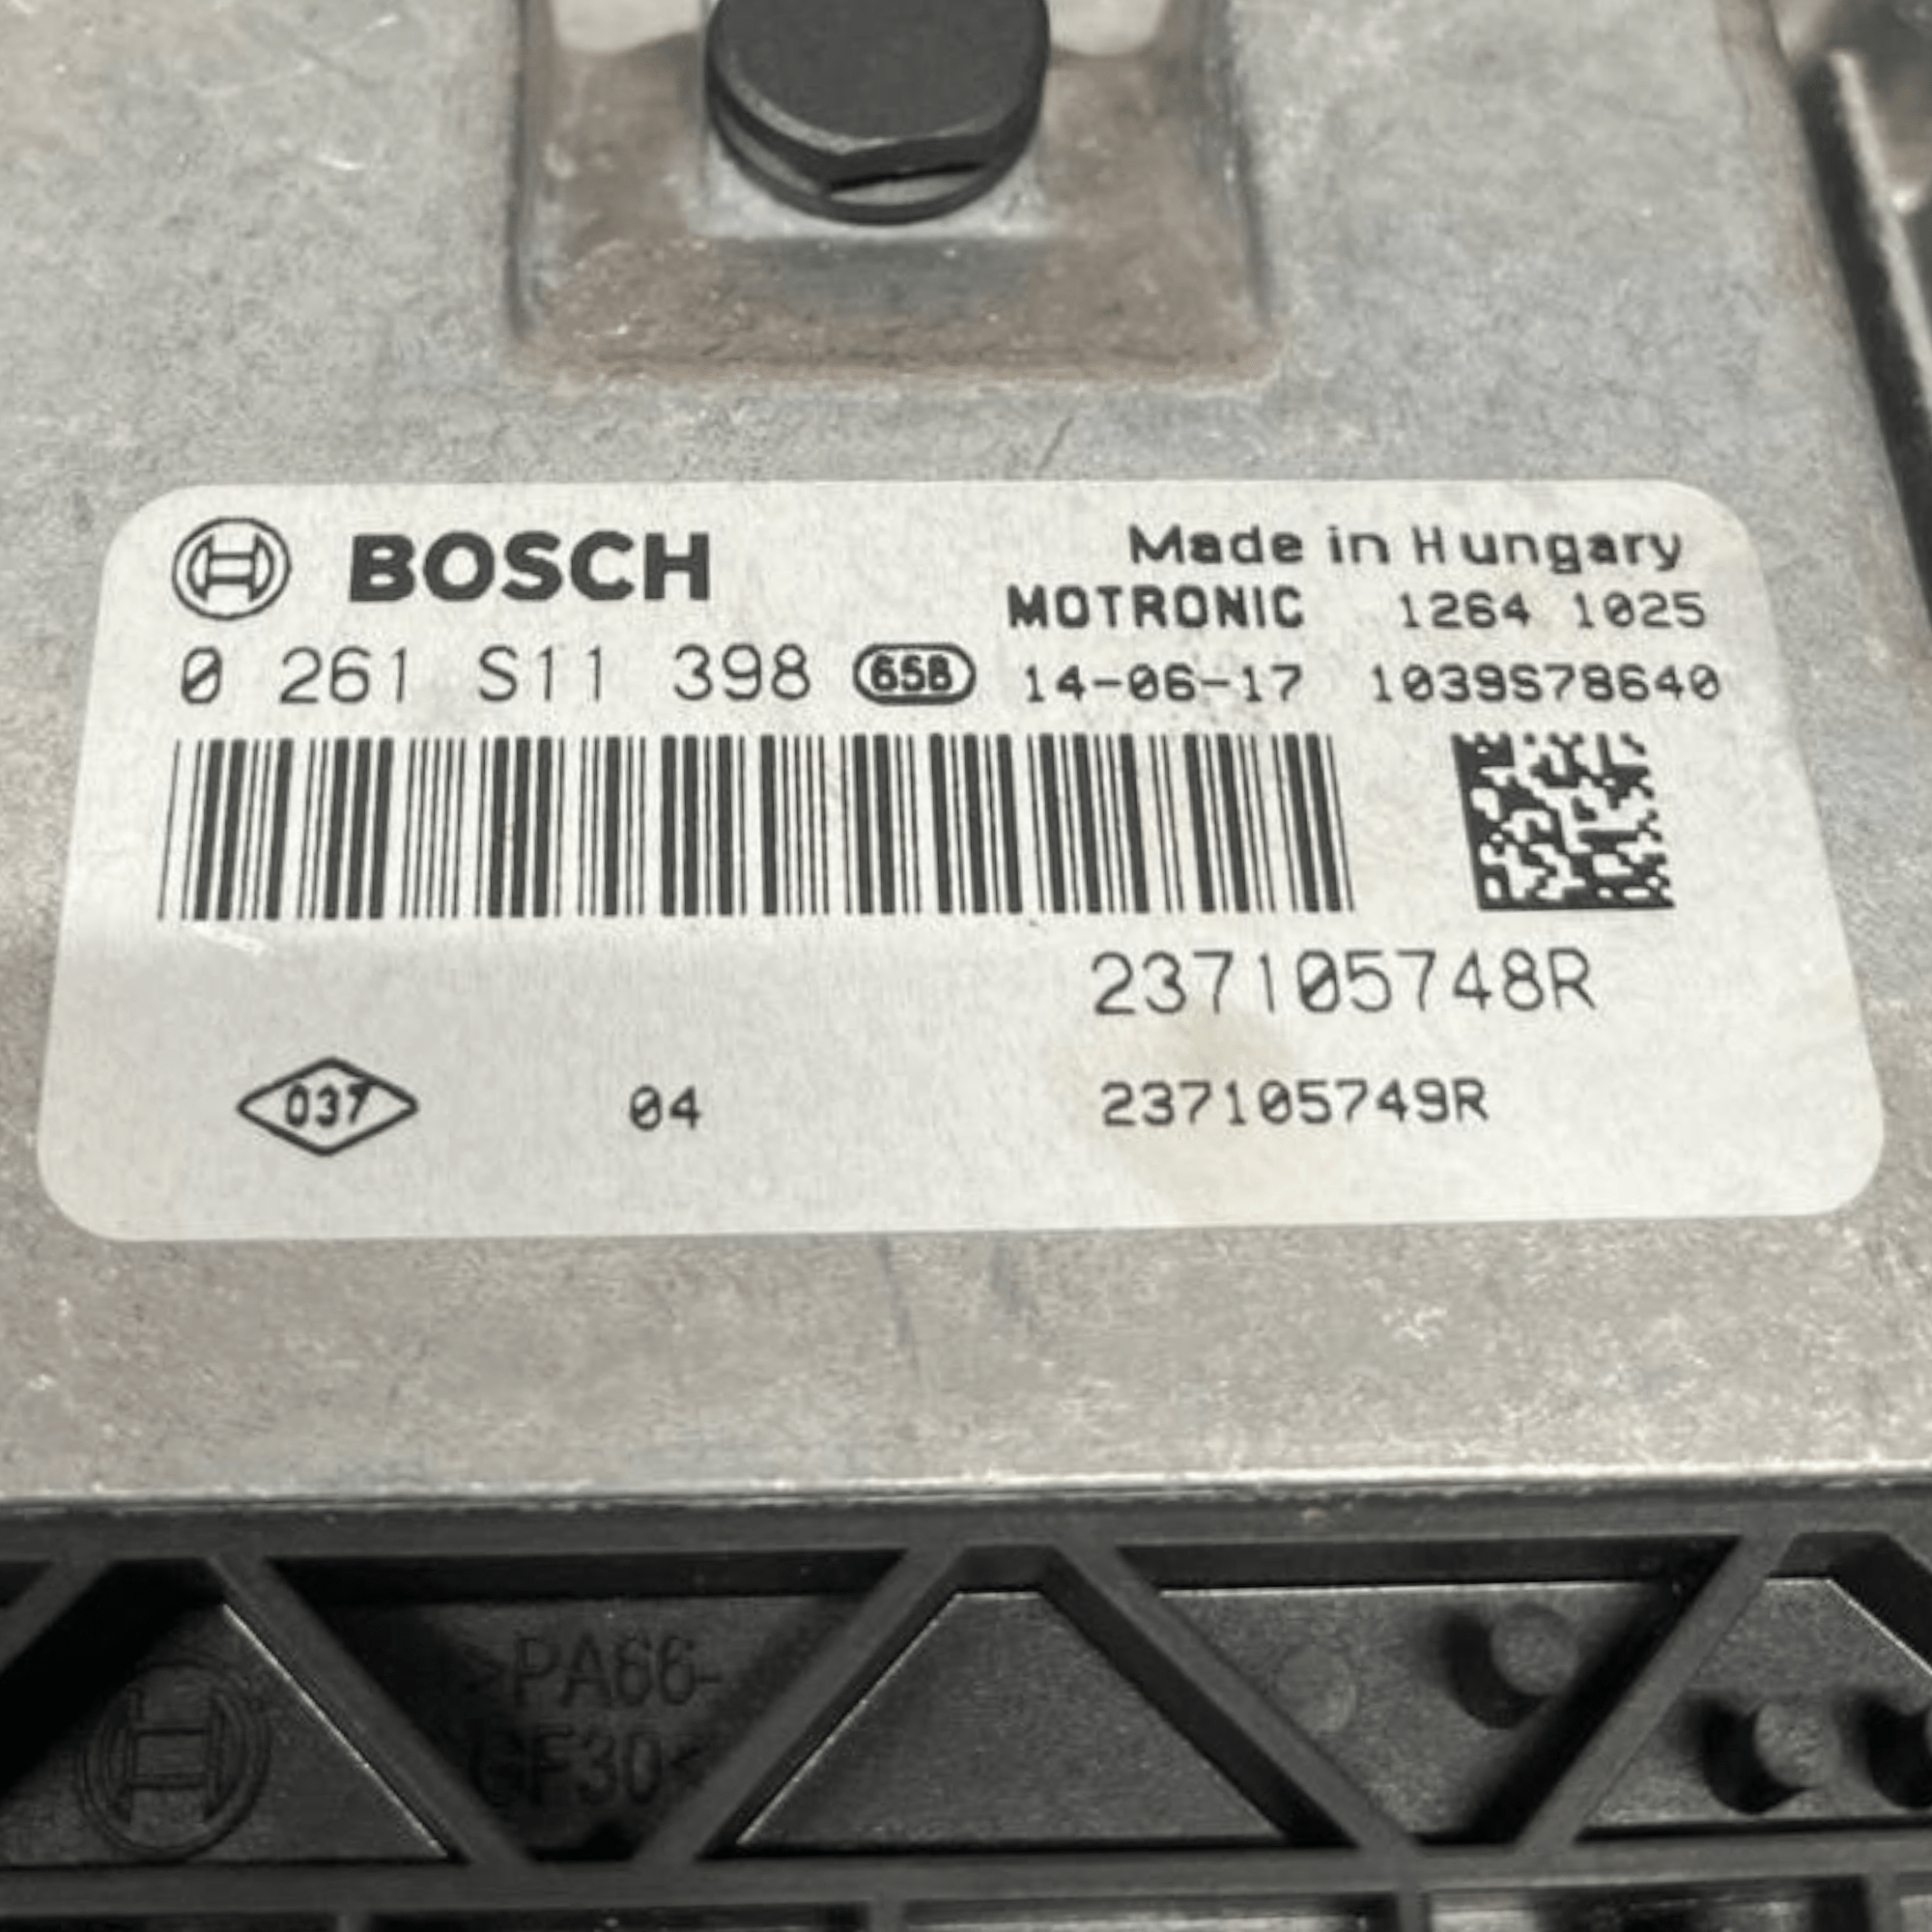 BOSCH
Made in Hungary
MOTRONIC 1264 1025
0 261 S11 398 65B 14-06-17 1039S78640
237105748R
037 04 237105749R
>PA66-
GF30<